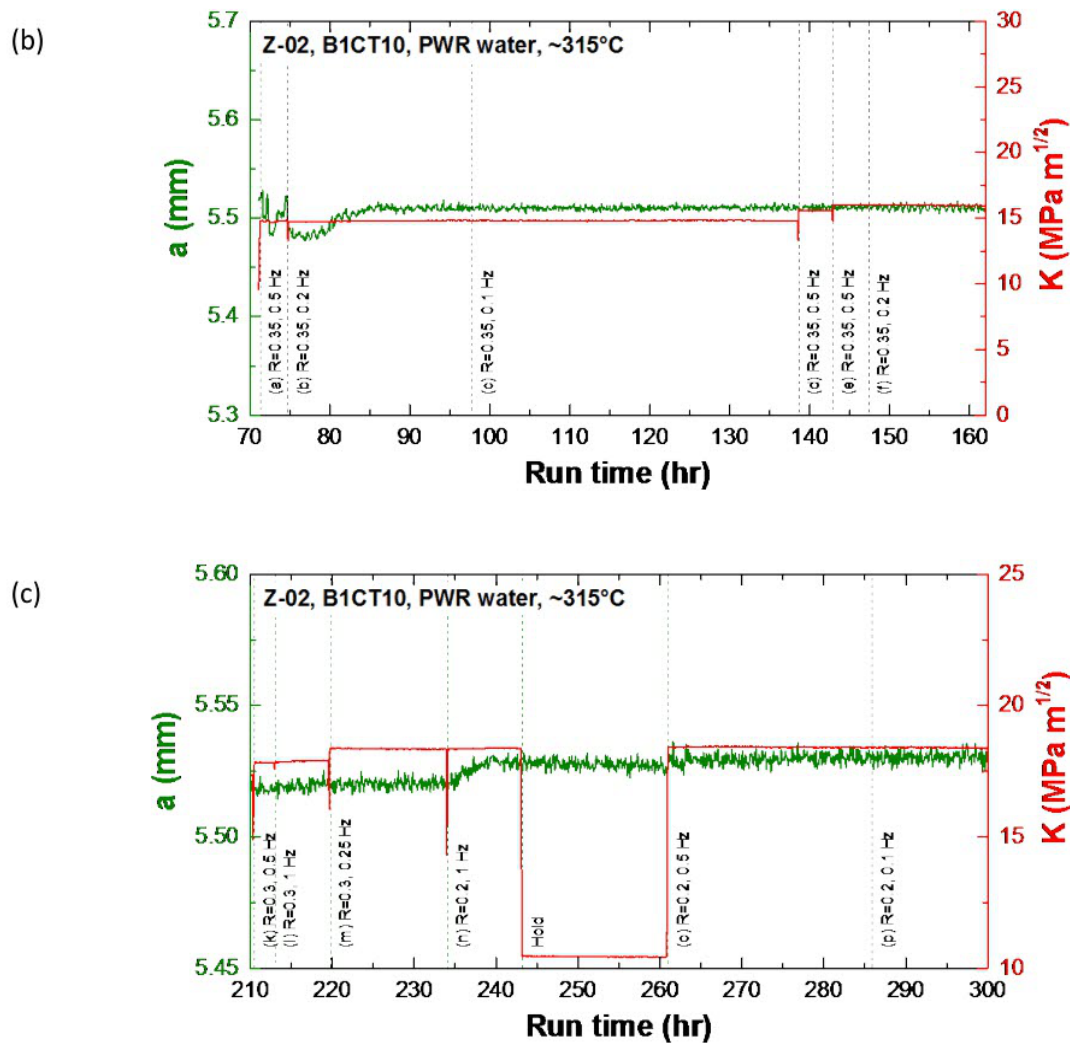 (b)
Z-02, B1CT10, PWR water, ~315°C
a (mm)
5.7
5.6
5.5
5.4
5.3
K (MPa m1/2)
30
25
20
15
10
5
0
(a) R=0.35, 0.5 Hz
(b) R=0.35, 0.2 Hz
(c) R=0.35, 0.1 Hz
(d) R=0.35, 0.5 Hz
(e) R=0.35, 0.5 Hz
(f) R=0.35, 0.2 Hz
70 80 90 100 110 120 130 140 150 160
Run time (hr)
(c)
Z-02, B1CT10, PWR water, ~315°C
a (mm)
5.60
5.55
5.50
5.45
K (MPa m1/2)
25
20
15
10
(k) R=0.3, 0.5 Hz
(l) R=0.3, 1 Hz
(m) R=0.3, 0.25 Hz
(n) R=0.2, 1 Hz
Hold
(o) R=0.2, 0.5 Hz
(p) R=0.2, 0.1 Hz
210 220 230 240 250 260 270 280 290 300
Run time (hr)